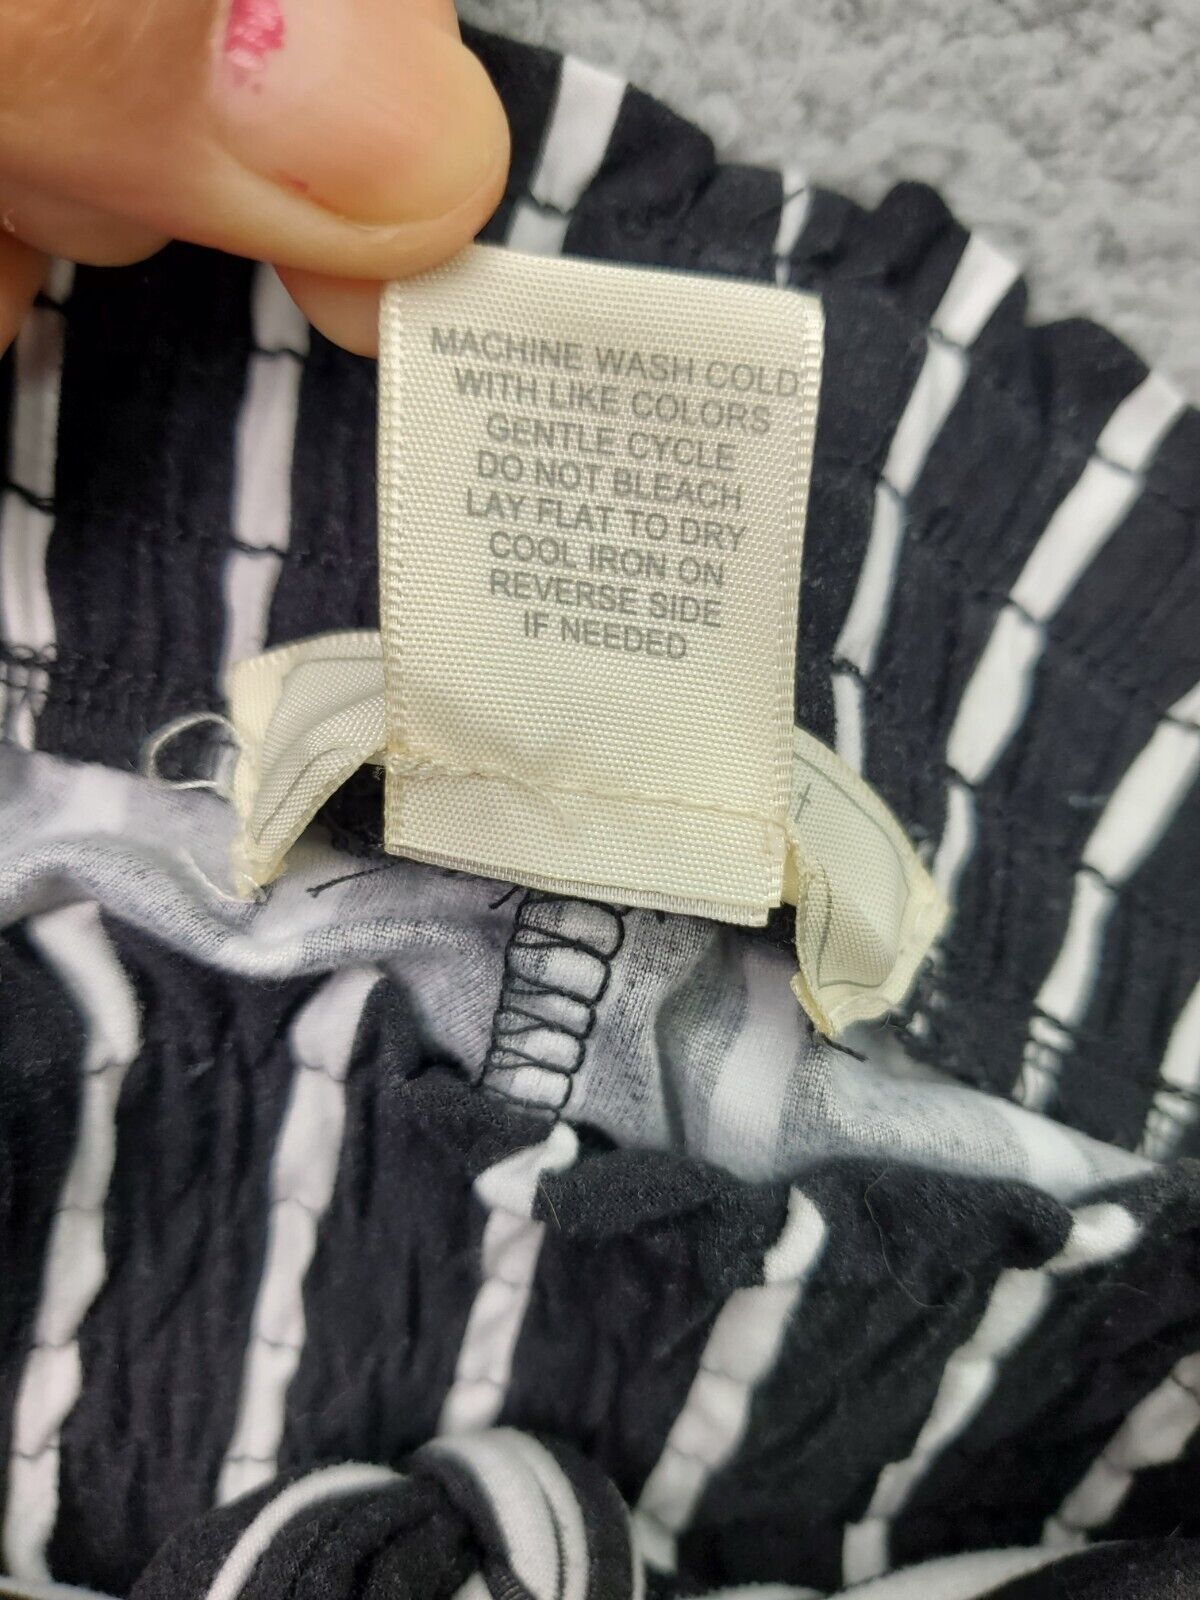 MACHINE WASH COLD
WITH LIKE COLORS
GENTLE CYCLE
DO NOT BLEACH
LAY FLAT TO DRY
COOL IRON ON
REVERSE SIDE
IF NEEDED